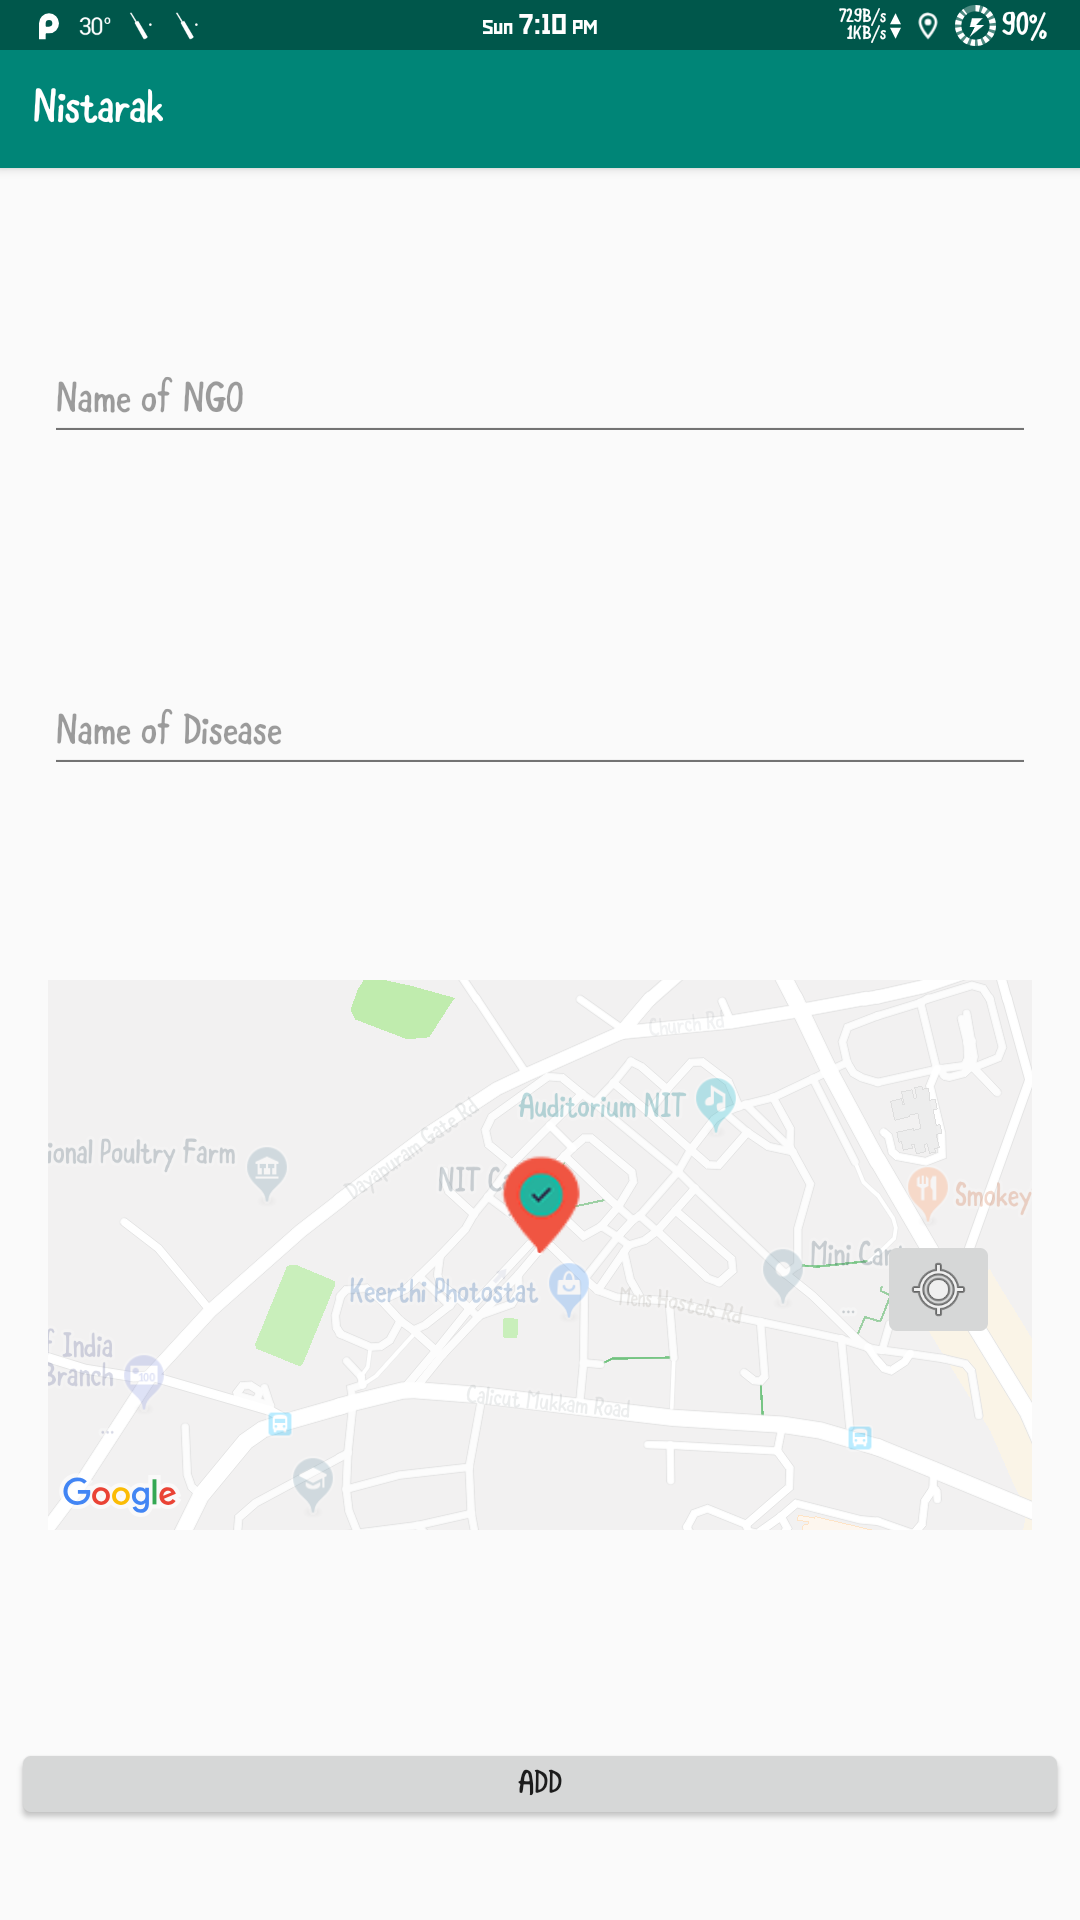 30° Sun 7:10 PM 729B/s 1KB/s 90%
Nistarak
Name of NGO
Name of Disease
Church Rd
Auditorium NIT
Dayapuram Gate Rd
ional Poultry Farm
NIT Ca
Smokey
Mini Can
Keerthi Photostat
Mens Hostels Rd
f India
Branch
100
Calicut Mukkam Road
Google
ADD